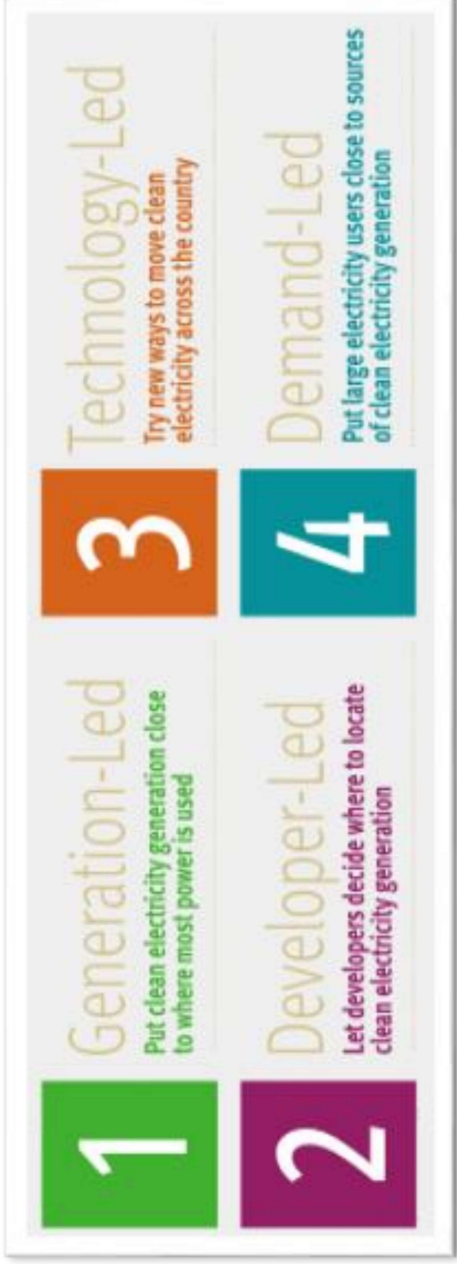 1
Generation-Led
Put clean electricity generation close
to where most power is used
2
Developer-Led
Let developers decide where to locate
clean electricity generation
3
Technology-Led
Try new ways to move clean
electricity across the country
4
Demand-Led
Put large electricity users close to sources
of clean electricity generation